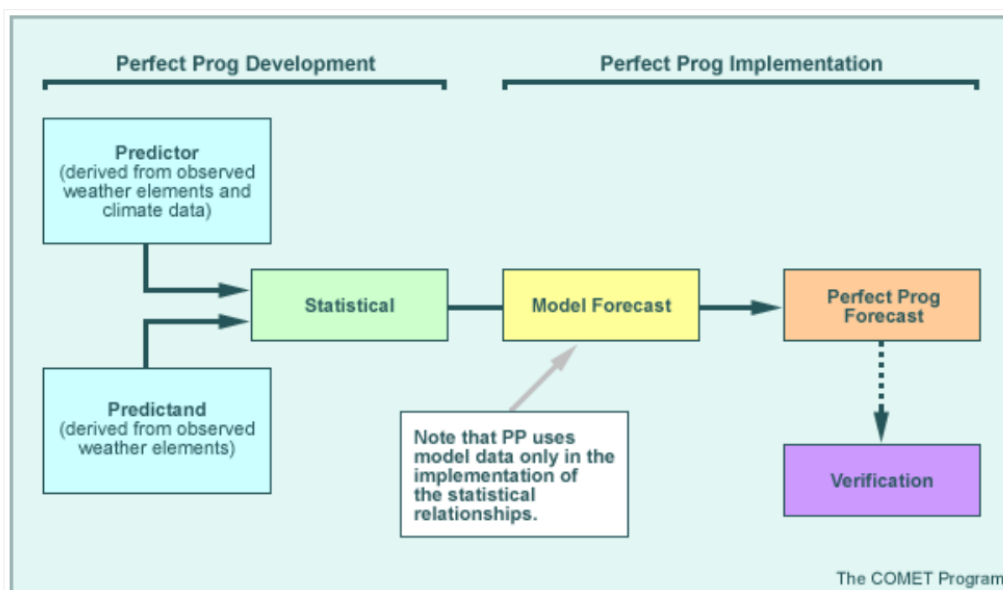 Perfect Prog Development
Perfect Prog Implementation
Predictor
(derived from observed
weather elements and
climate data)
Statistical
Model Forecast
Perfect Prog
Forecast
Predictand
(derived from observed
weather elements)
Note that PP uses
model data only in the
implementation of
the statistical
relationships.
Verification
The COMET Program